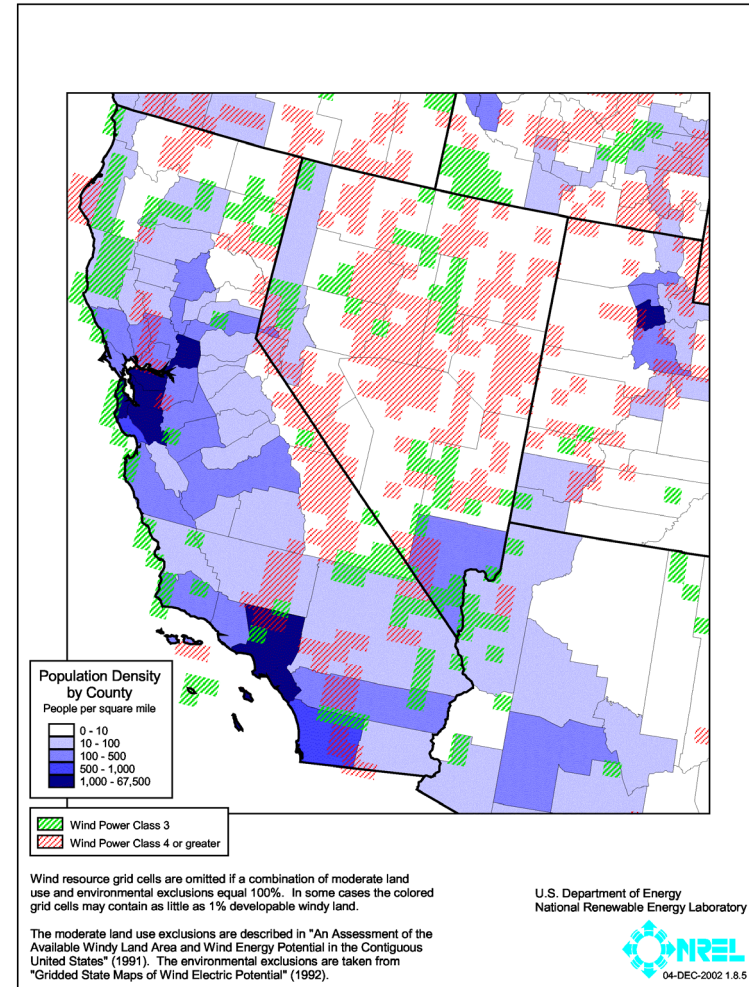 Population Density
by County
People per square mile
0 - 10
10 - 100
100 - 500
500 - 1,000
1,000 - 67,500
Wind Power Class 3
Wind Power Class 4 or greater
Wind resource grid cells are omitted if a combination of moderate land
use and environmental exclusions equal 100%. In some cases the colored
grid cells may contain as little as 1% developable windy land.
The moderate land use exclusions are described in "An Assessment of the
Available Windy Land Area and Wind Energy Potential in the Contiguous
United States" (1991). The environmental exclusions are taken from
"Gridded State Maps of Wind Electric Potential" (1992).
U.S. Department of Energy
National Renewable Energy Laboratory
NREL
04-DEC-2002 1.8.5